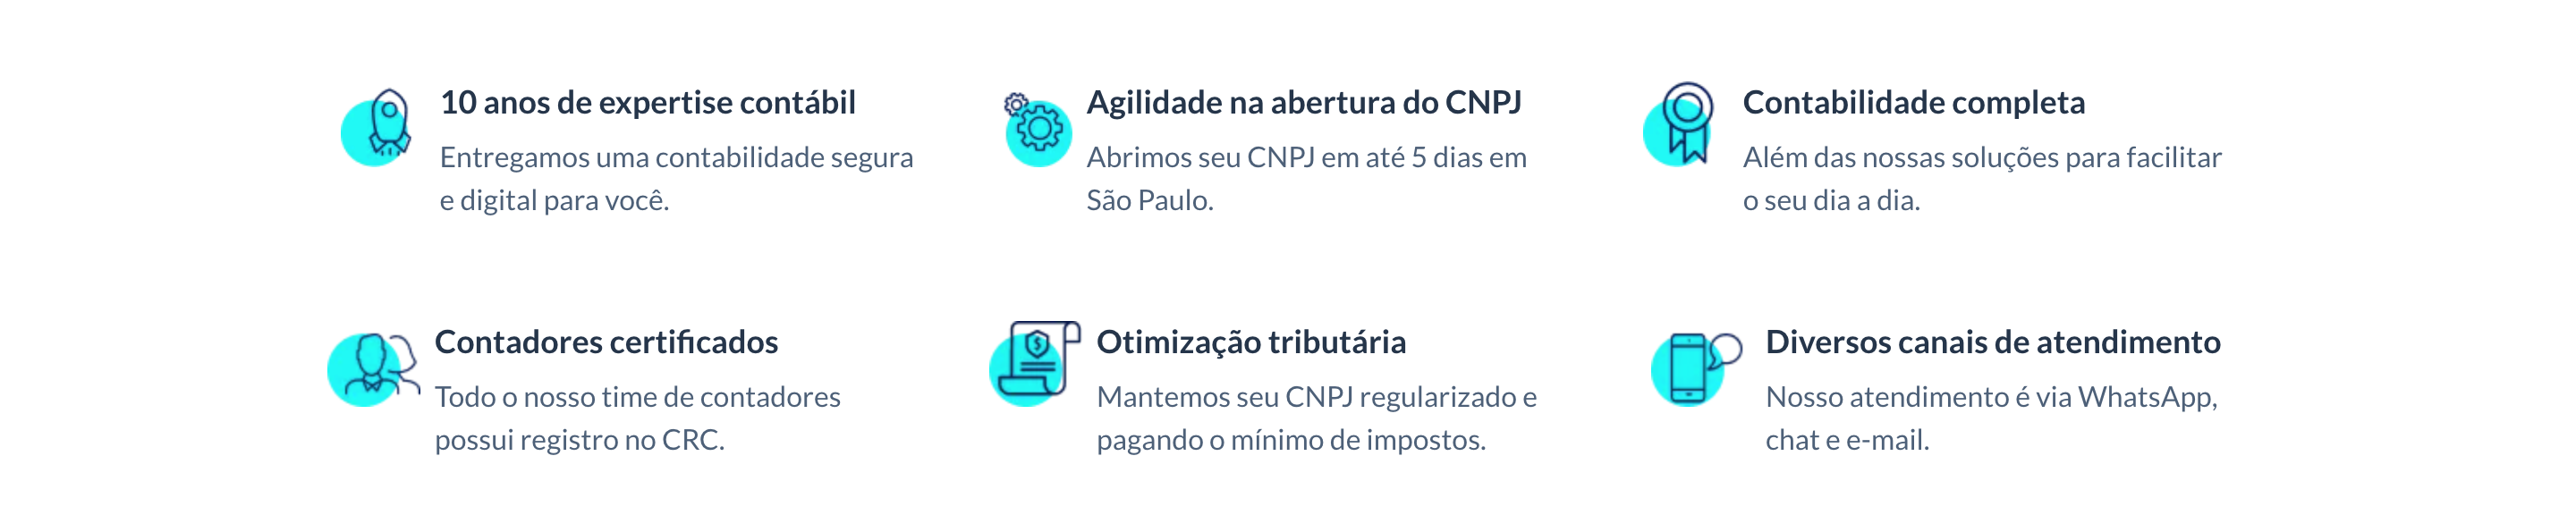 10 anos de expertise contábil
Entregamos uma contabilidade segura
e digital para você.
Agilidade na abertura do CNPJ
Abrimos seu CNPJ em até 5 dias em
São Paulo.
Contabilidade completa
Além das nossas soluções para facilitar
o seu dia a dia.
Contadores certificados
Todo o nosso time de contadores
possui registro no CRC.
Otimização tributária
Mantemos seu CNPJ regularizado e
pagando o mínimo de impostos.
Diversos canais de atendimento
Nosso atendimento é via WhatsApp,
chat e e-mail.